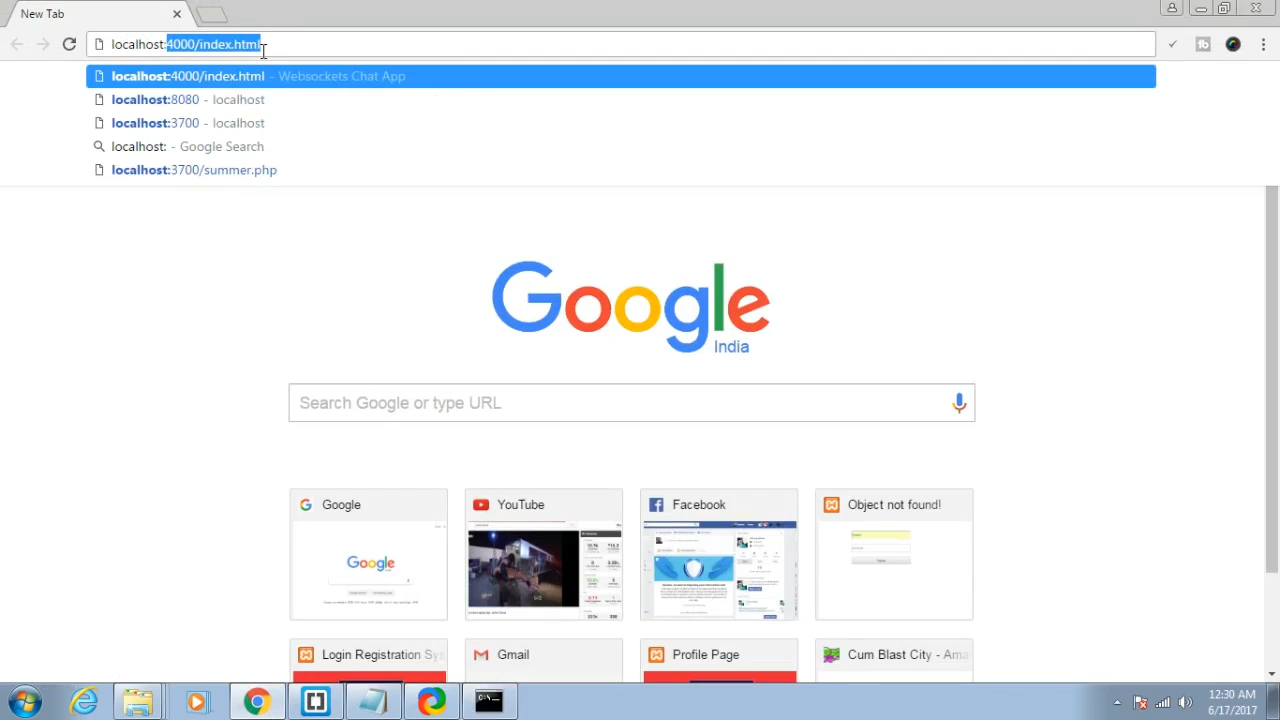 New Tab
localhost:4000/index.html
localhost:4000/index.html - Websockets Chat App
localhost:8080 - localhost
localhost:3700 - localhost
localhost: - Google Search
localhost:3700/summer.php
Google
India
Search Google or type URL
Google
YouTube
Facebook
Object not found!
Google
Login Registration Sy
Gmail
Profile Page
Cum Blast City - Ama
12:30 AM
6/17/2017